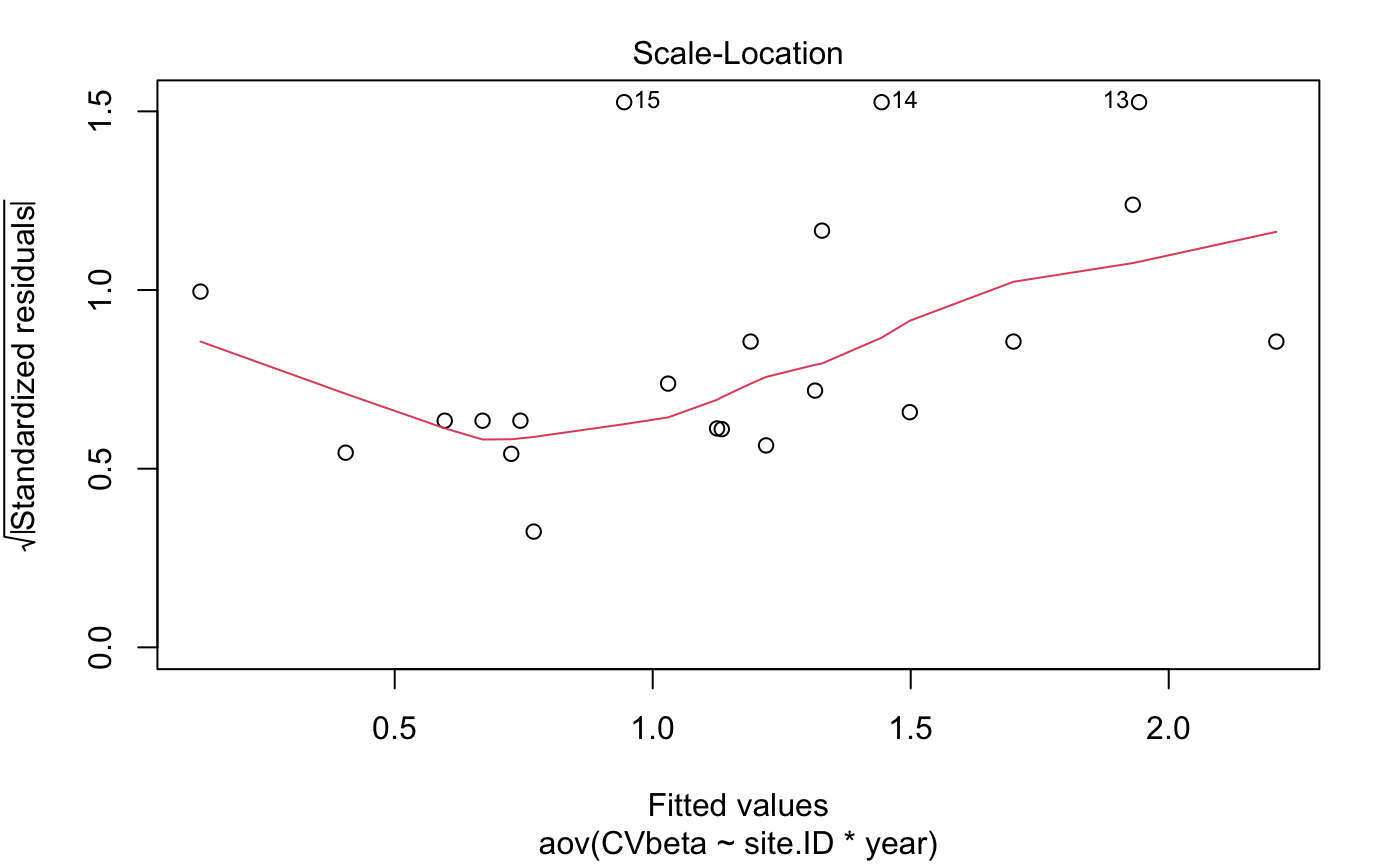 Scale-Location
√|Standardized residuals|
1.5
1.0
0.5
0.0
15
14
13
0.5 1.0 1.5 2.0
Fitted values
aov(CVbeta ~ site.ID * year)